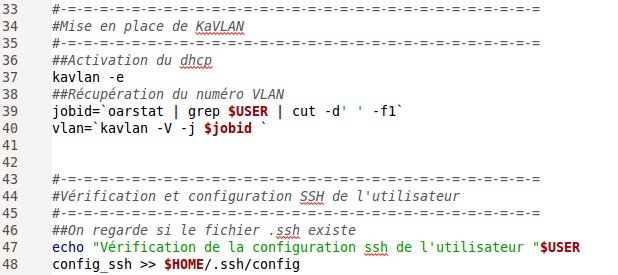 33 #-=-=-=-=-=-=-=-=-=-=-=-=-=-=-=-=-=-=-=-=-=-=-=-=-=-=-=-=-=-=
34 #Mise en place de KaVLAN
35 #-=-=-=-=-=-=-=-=-=-=-=-=-=-=-=-=-=-=-=-=-=-=-=-=-=-=-=-=-=-=
36 ##Activation du dhcp
37 kavlan -e
38 ##Récupération du numéro VLAN
39 jobid=`oarstat | grep $USER | cut -d' ' -f1`
40 vlan=`kavlan -V -j $jobid `
41
42
43 #-=-=-=-=-=-=-=-=-=-=-=-=-=-=-=-=-=-=-=-=-=-=-=-=-=-=-=-=-=-=
44 #Vérification et configuration SSH de l'utilisateur
45 #-=-=-=-=-=-=-=-=-=-=-=-=-=-=-=-=-=-=-=-=-=-=-=-=-=-=-=-=-=-=
46 ##On regarde si le fichier .ssh existe
47 echo "Vérification de la configuration ssh de l'utilisateur "$USER
48 config_ssh >> $HOME/.ssh/config